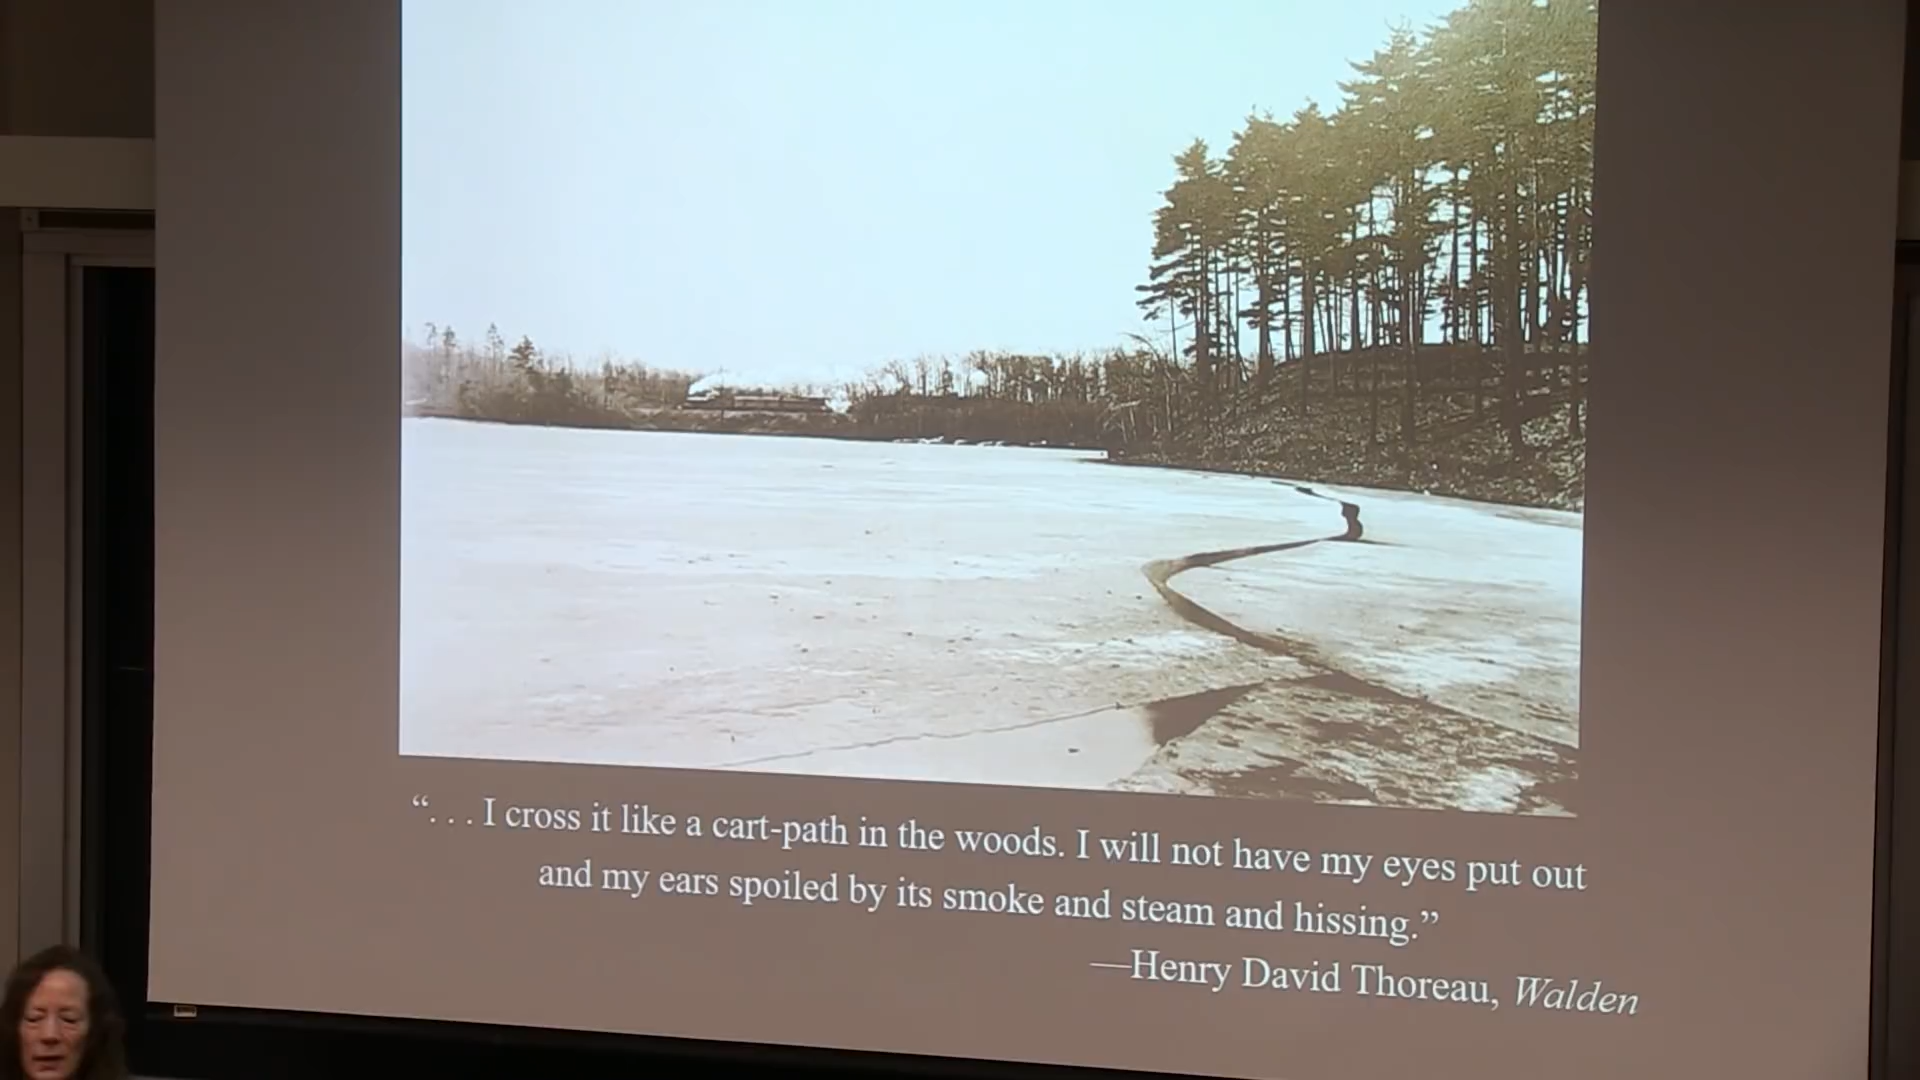 “. . . I cross it like a cart-path in the woods. I will not have my eyes put out
and my ears spoiled by its smoke and steam and hissing.”
—Henry David Thoreau, Walden